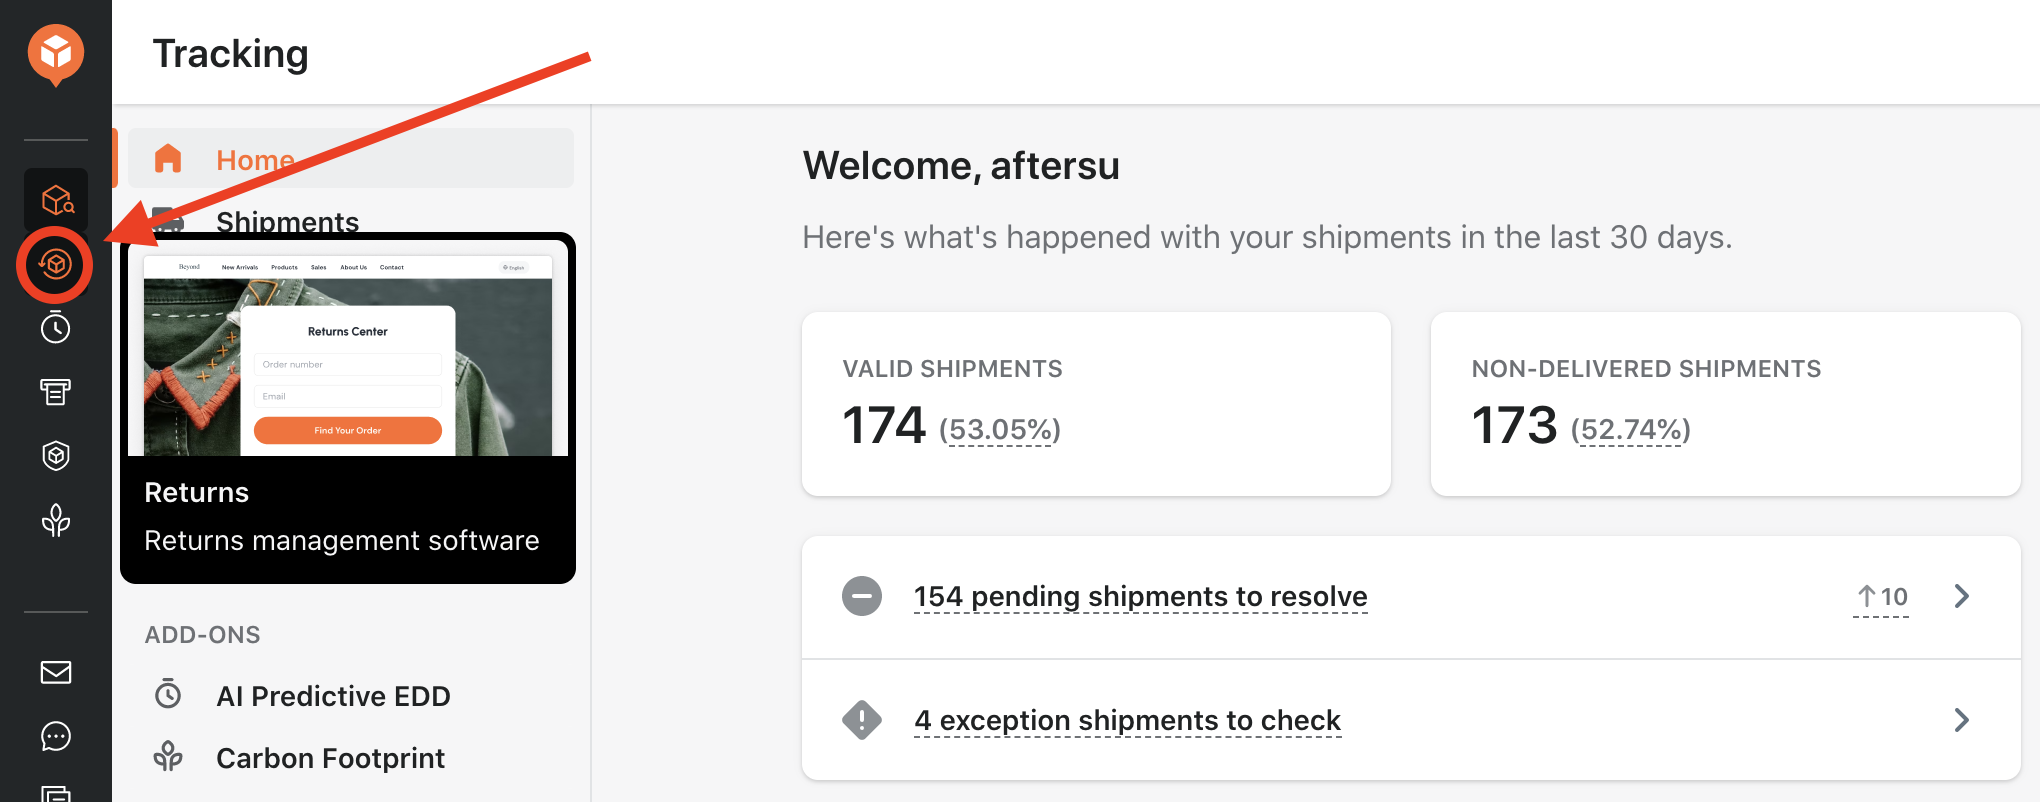 Tracking
Home
Shipments
Beyond
New Arrivals
Products
Sales
About Us
Contact
English
Returns Center
Order number
Email
Find Your Order
Returns
Returns management software
ADD-ONS
AI Predictive EDD
Carbon Footprint
Welcome, aftersu
Here's what's happened with your shipments in the last 30 days.
VALID SHIPMENTS
174 (53.05%)
NON-DELIVERED SHIPMENTS
173 (52.74%)
154 pending shipments to resolve
↑10
4 exception shipments to check